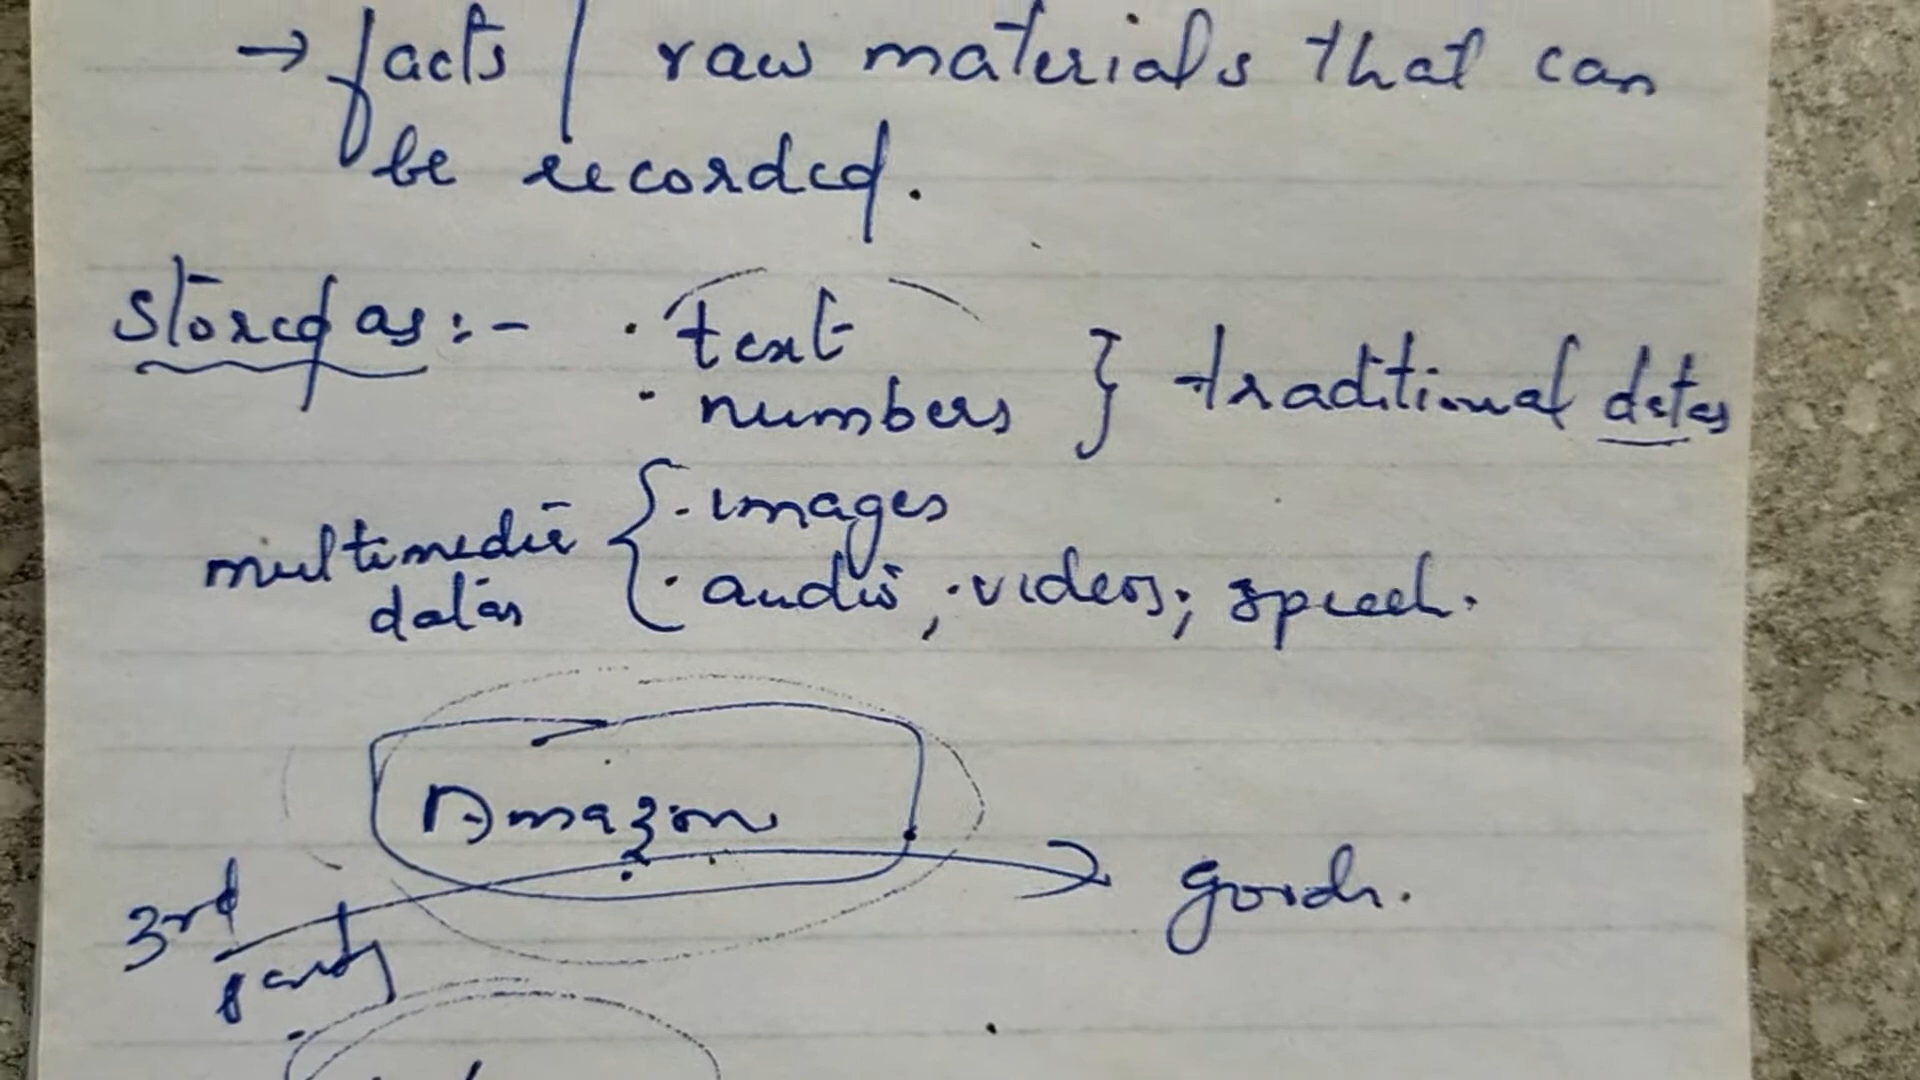 → facts / raw materials that can
be recorded.
Stored as :- · text
· numbers } traditional datas
multimedia datas { · images
· audio, · videos; speech.
Amazon
3rd party → goods.